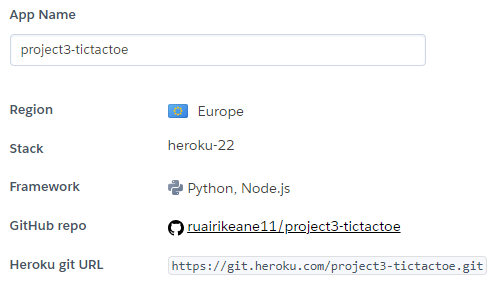 App Name
project3-tictactoe
Region Europe
Stack heroku-22
Framework Python, Node.js
GitHub repo ruairikeane11/project3-tictactoe
Heroku git URL https://git.heroku.com/project3-tictactoe.git